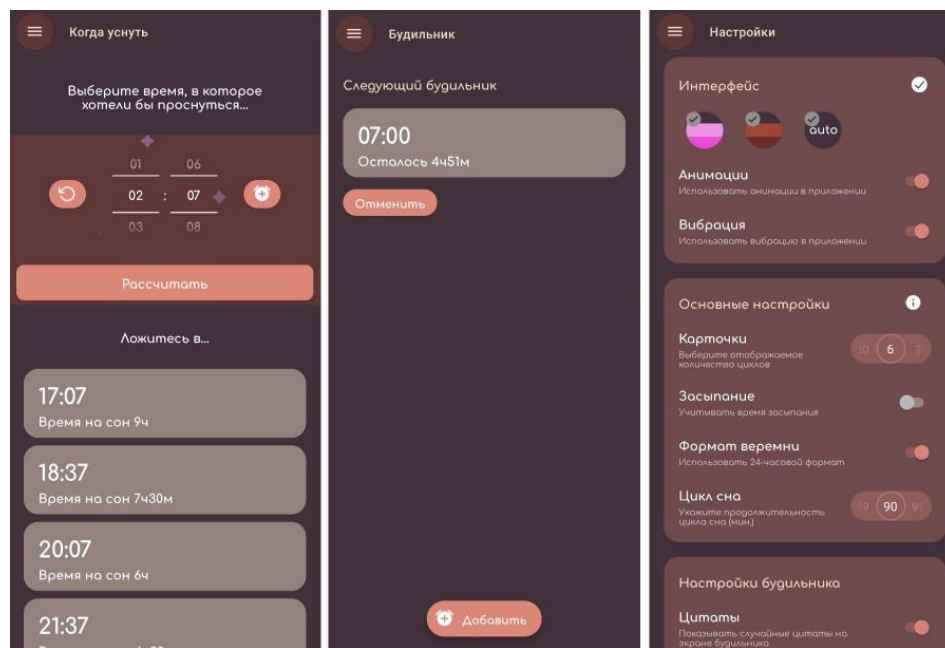 Когда уснуть
Выберите время, в которое
хотели бы проснуться...
01 06
02 : 07
03 08
Рассчитать
Ложитесь в...
17:07
Время на сон 9ч
18:37
Время на сон 7ч30м
20:07
Время на сон 6ч
21:37
Будильник
Следующий будильник
07:00
Осталось 4ч51м
Отменить
Добавить
Настройки
Интерфейс
auto
Анимации
Использовать анимации в приложении
Вибрация
Использовать вибрацию в приложении
Основные настройки
Карточки
Выберите отображаемое
количество циклов
10 6 7
Засыпание
Учитывать время засыпания
Формат веремни
Использовать 24-часовой формат
Цикл сна
Укажите продолжительность
цикла сна (мин.)
89 90 91
Настройки будильника
Цитаты
Показывать случайные цитаты на
экране будильника